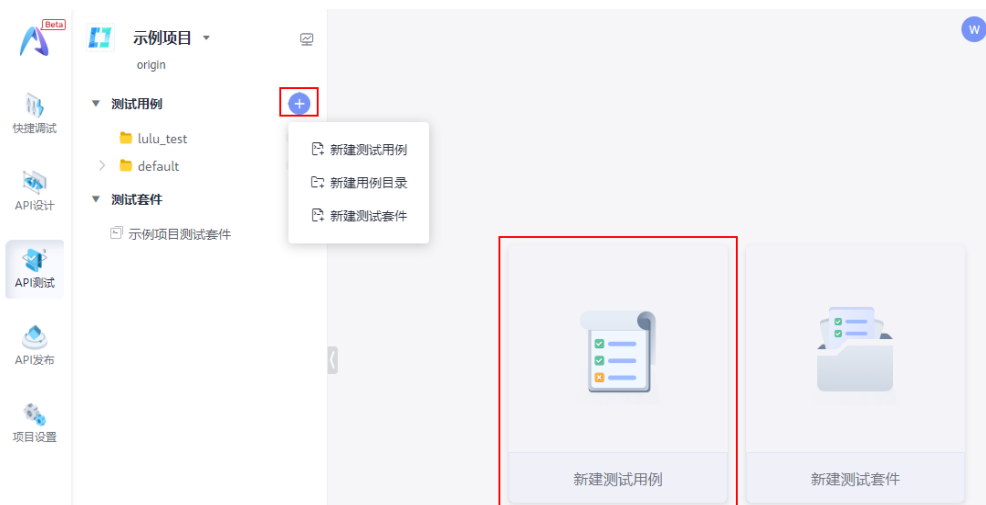 Beta
示例项目
origin
W
快捷调试
API设计
API测试
API发布
项目设置
测试用例
lulu_test
default
测试套件
示例项目测试套件
新建测试用例
新建用例目录
新建测试套件
新建测试用例
新建测试套件